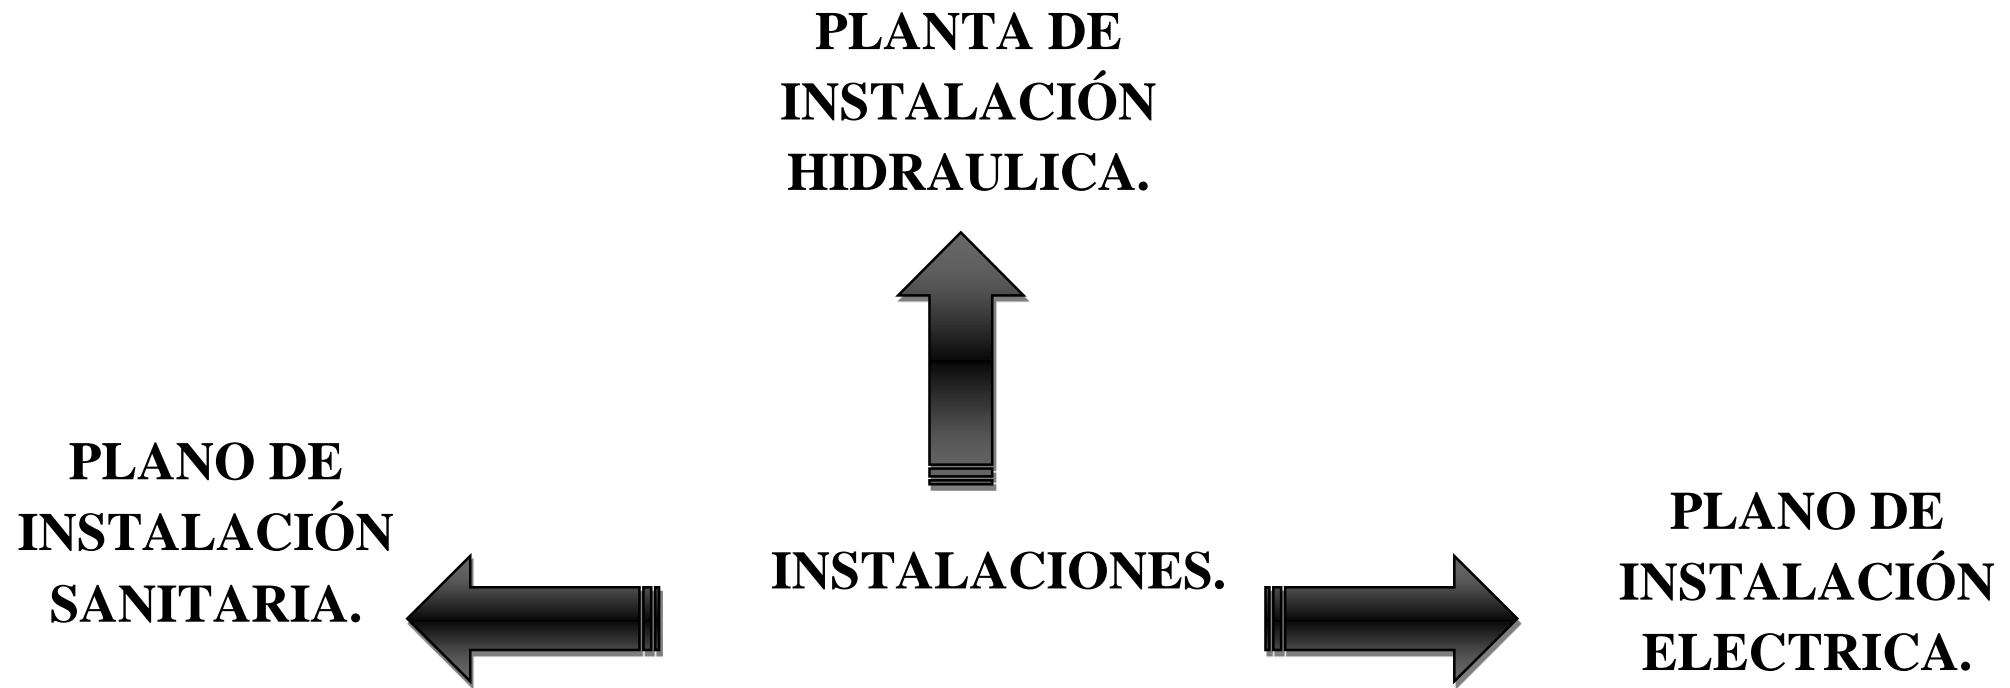 PLANTA DE
INSTALACIÓN
HIDRAULICA.
PLANO DE
INSTALACIÓN
SANITARIA.
INSTALACIONES.
PLANO DE
INSTALACIÓN
ELECTRICA.